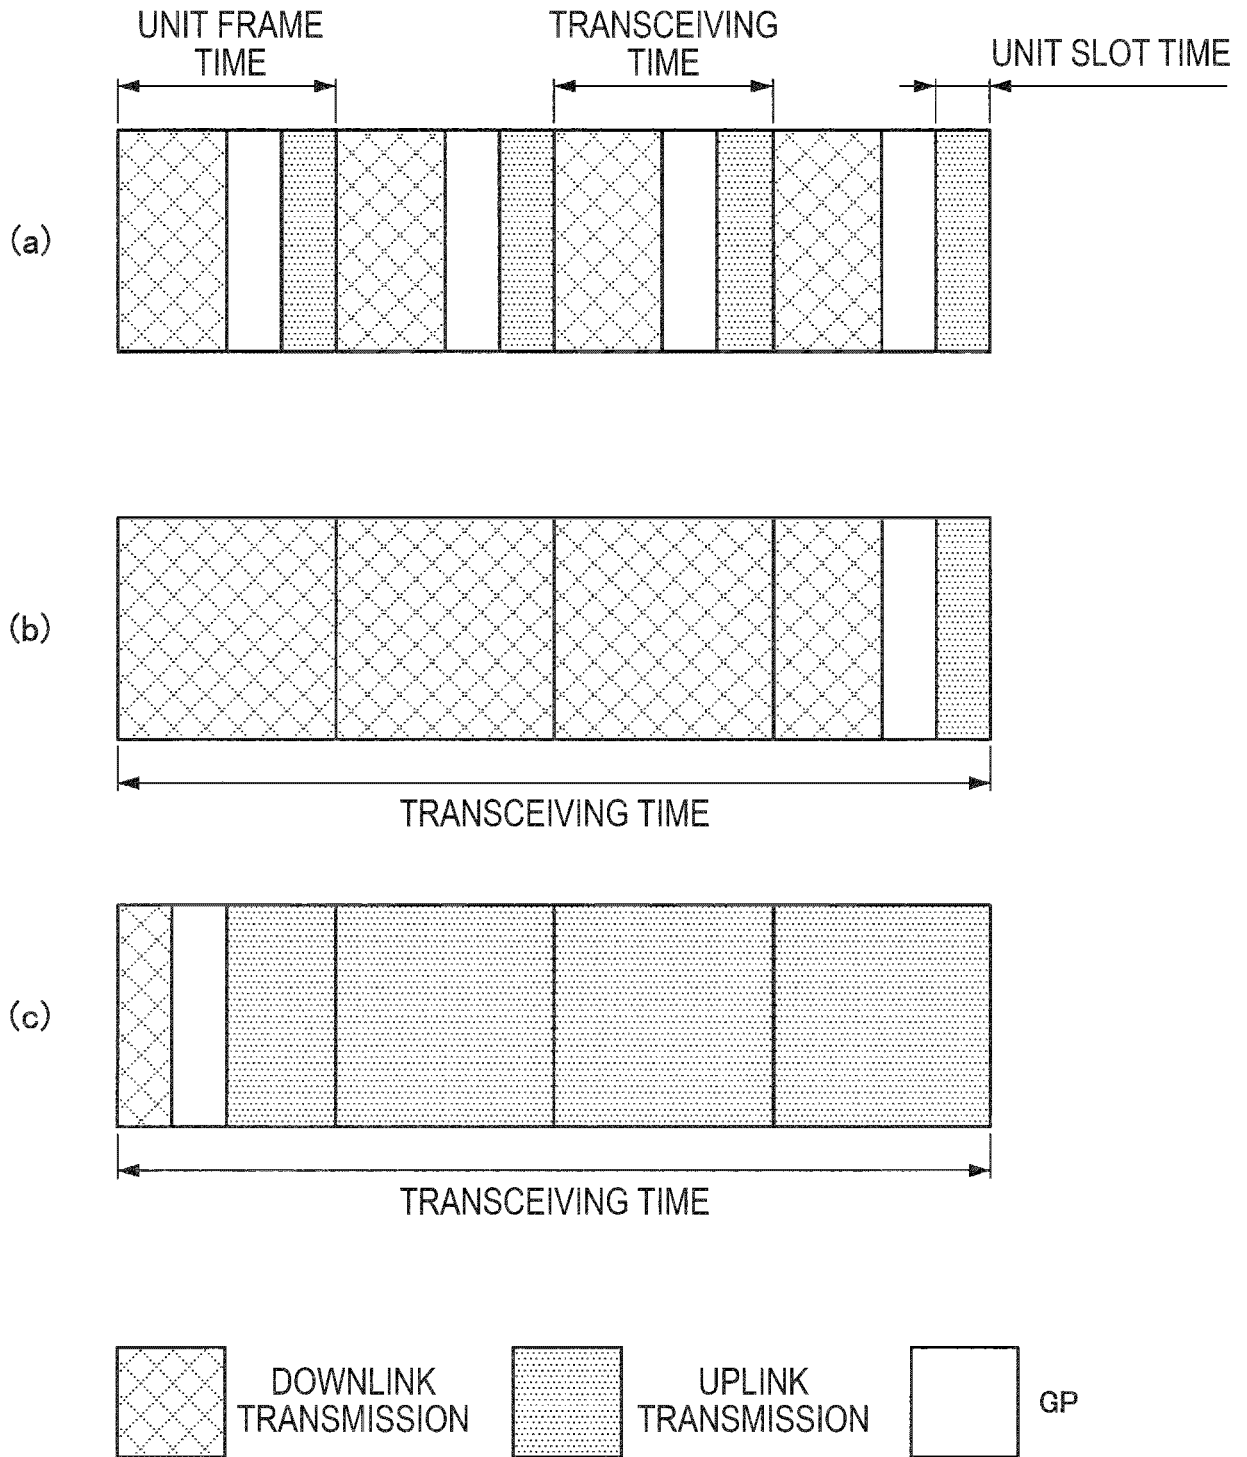 UNIT FRAME
TIME
TRANSCEIVING
TIME
UNIT SLOT TIME
(a)
(b)
TRANSCEIVING TIME
(c)
TRANSCEIVING TIME
DOWNLINK
TRANSMISSION
UPLINK
TRANSMISSION
GP